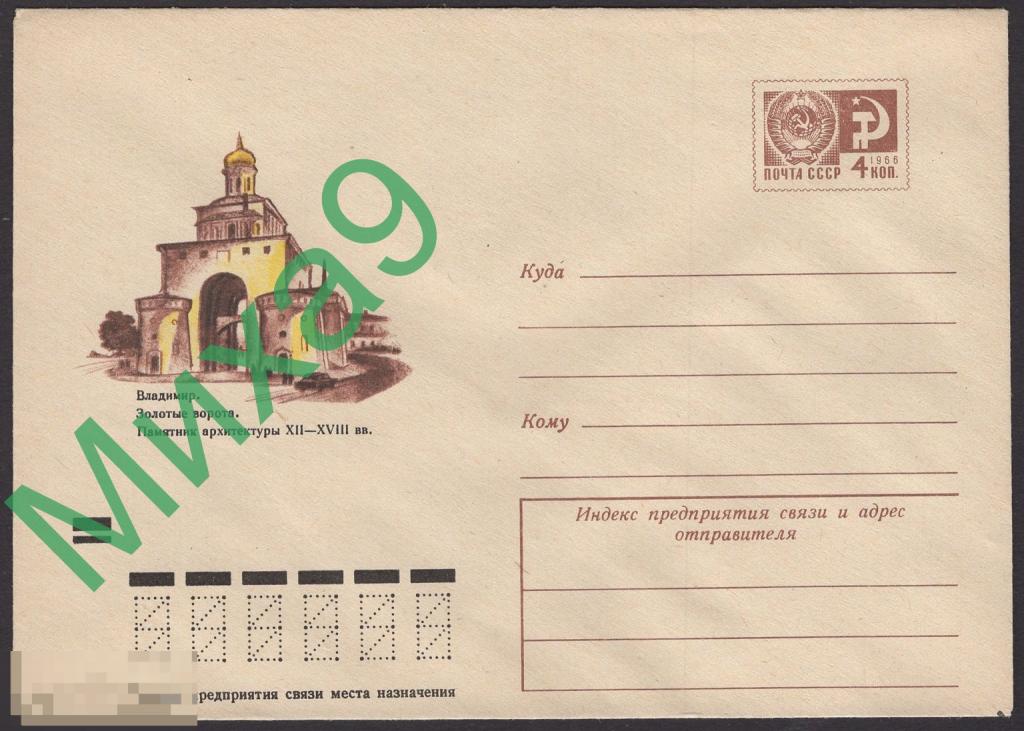 ПОЧТА СССР
1966
4 КОП.
Куда
Владимир.
Золотые ворота.
Памятник архитектуры XII—XVIII вв.
Кому
Индекс предприятия связи и адрес
отправителя
предприятия связи места назначения
Миха9